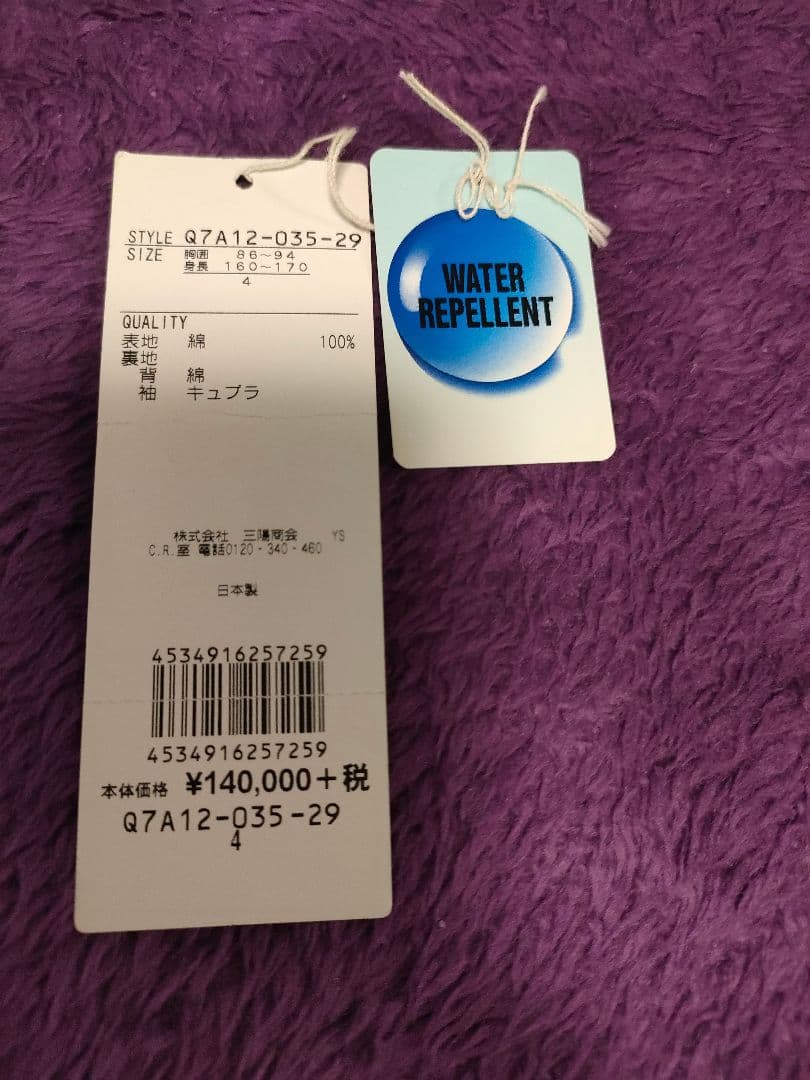 STYLE Q7A12-035-29
SIZE 胸囲 86~94
身長 160~170
4
QUALITY
表地 綿 100%
裏地
背 綿
袖 キュプラ
株式会社 三陽商会 YS
C.R.室 電話0120-340-460
日本製
4534916257259
4534916257259
本体価格 ¥140,000+税
Q7A12-035-29
4
WATER
REPELLENT